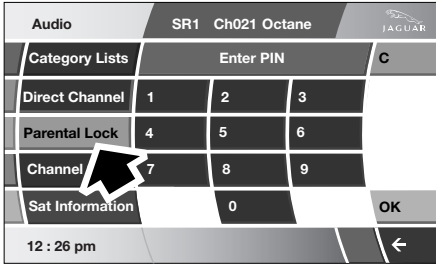 Audio SR1 Ch021 Octane JAGUAR
Category Lists Enter PIN C
Direct Channel 1 2 3
Parental Lock 4 5 6
Channel 7 8 9
Sat Information 0 OK
12 : 26 pm